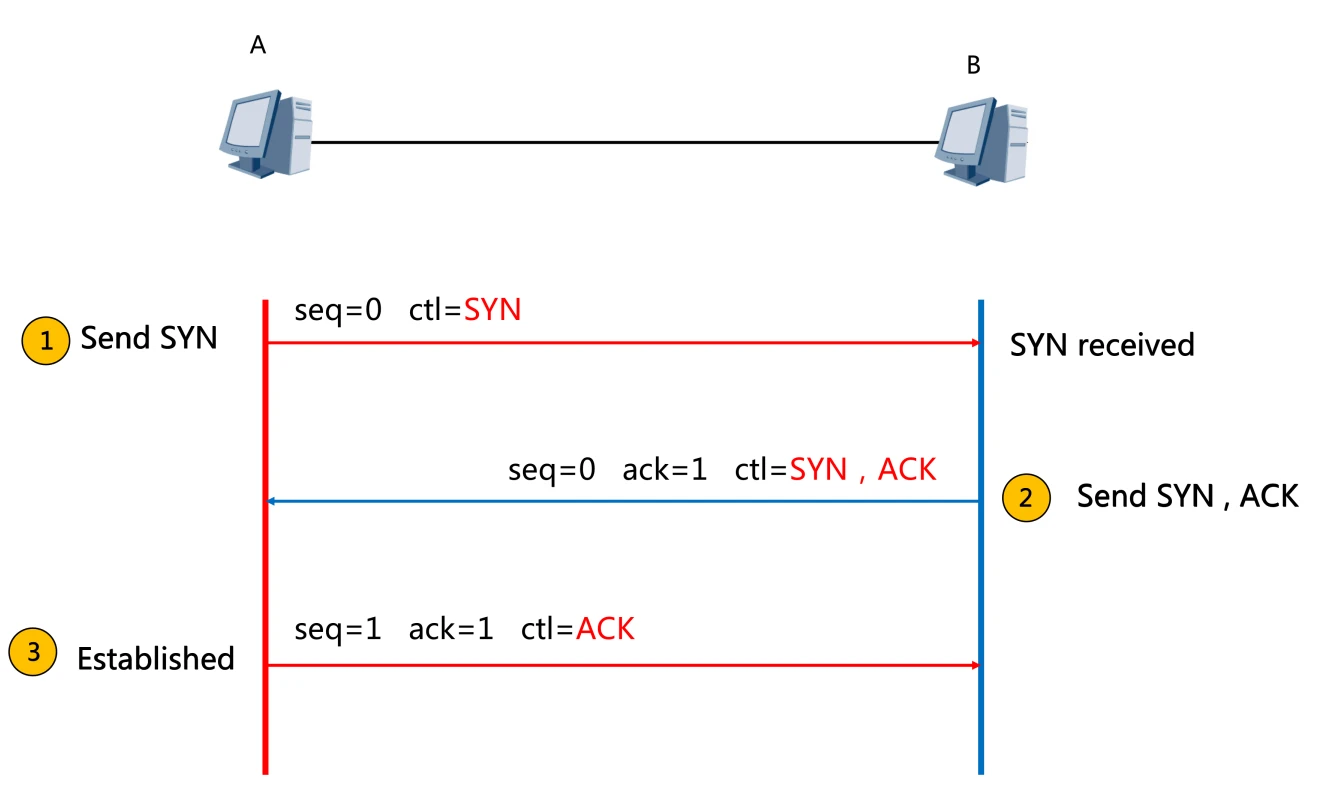 A
B
seq=0 ctl=SYN
1 Send SYN
SYN received
seq=0 ack=1 ctl=SYN , ACK
2 Send SYN , ACK
seq=1 ack=1 ctl=ACK
3 Established